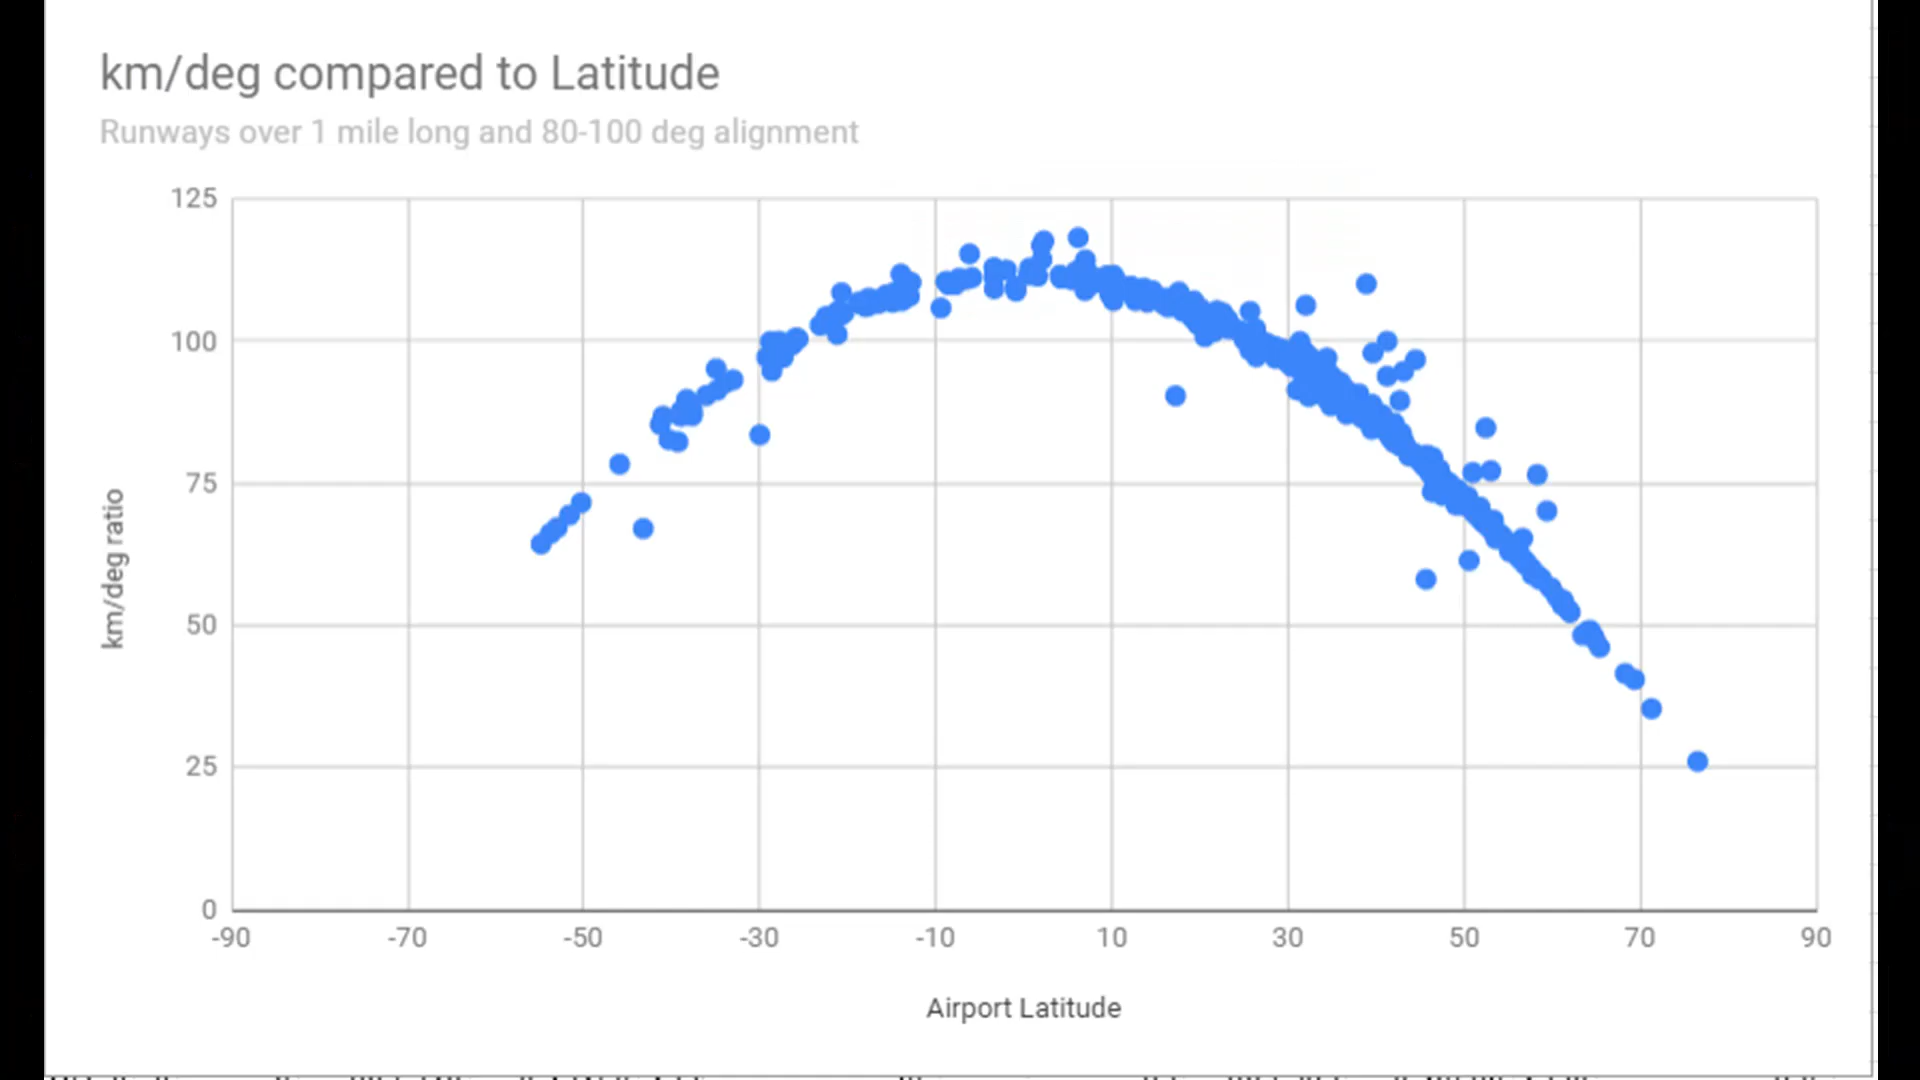 km/deg compared to Latitude
Runways over 1 mile long and 80-100 deg alignment
125
100
75
50
25
0
km/deg ratio
-90 -70 -50 -30 -10 10 30 50 70 90
Airport Latitude